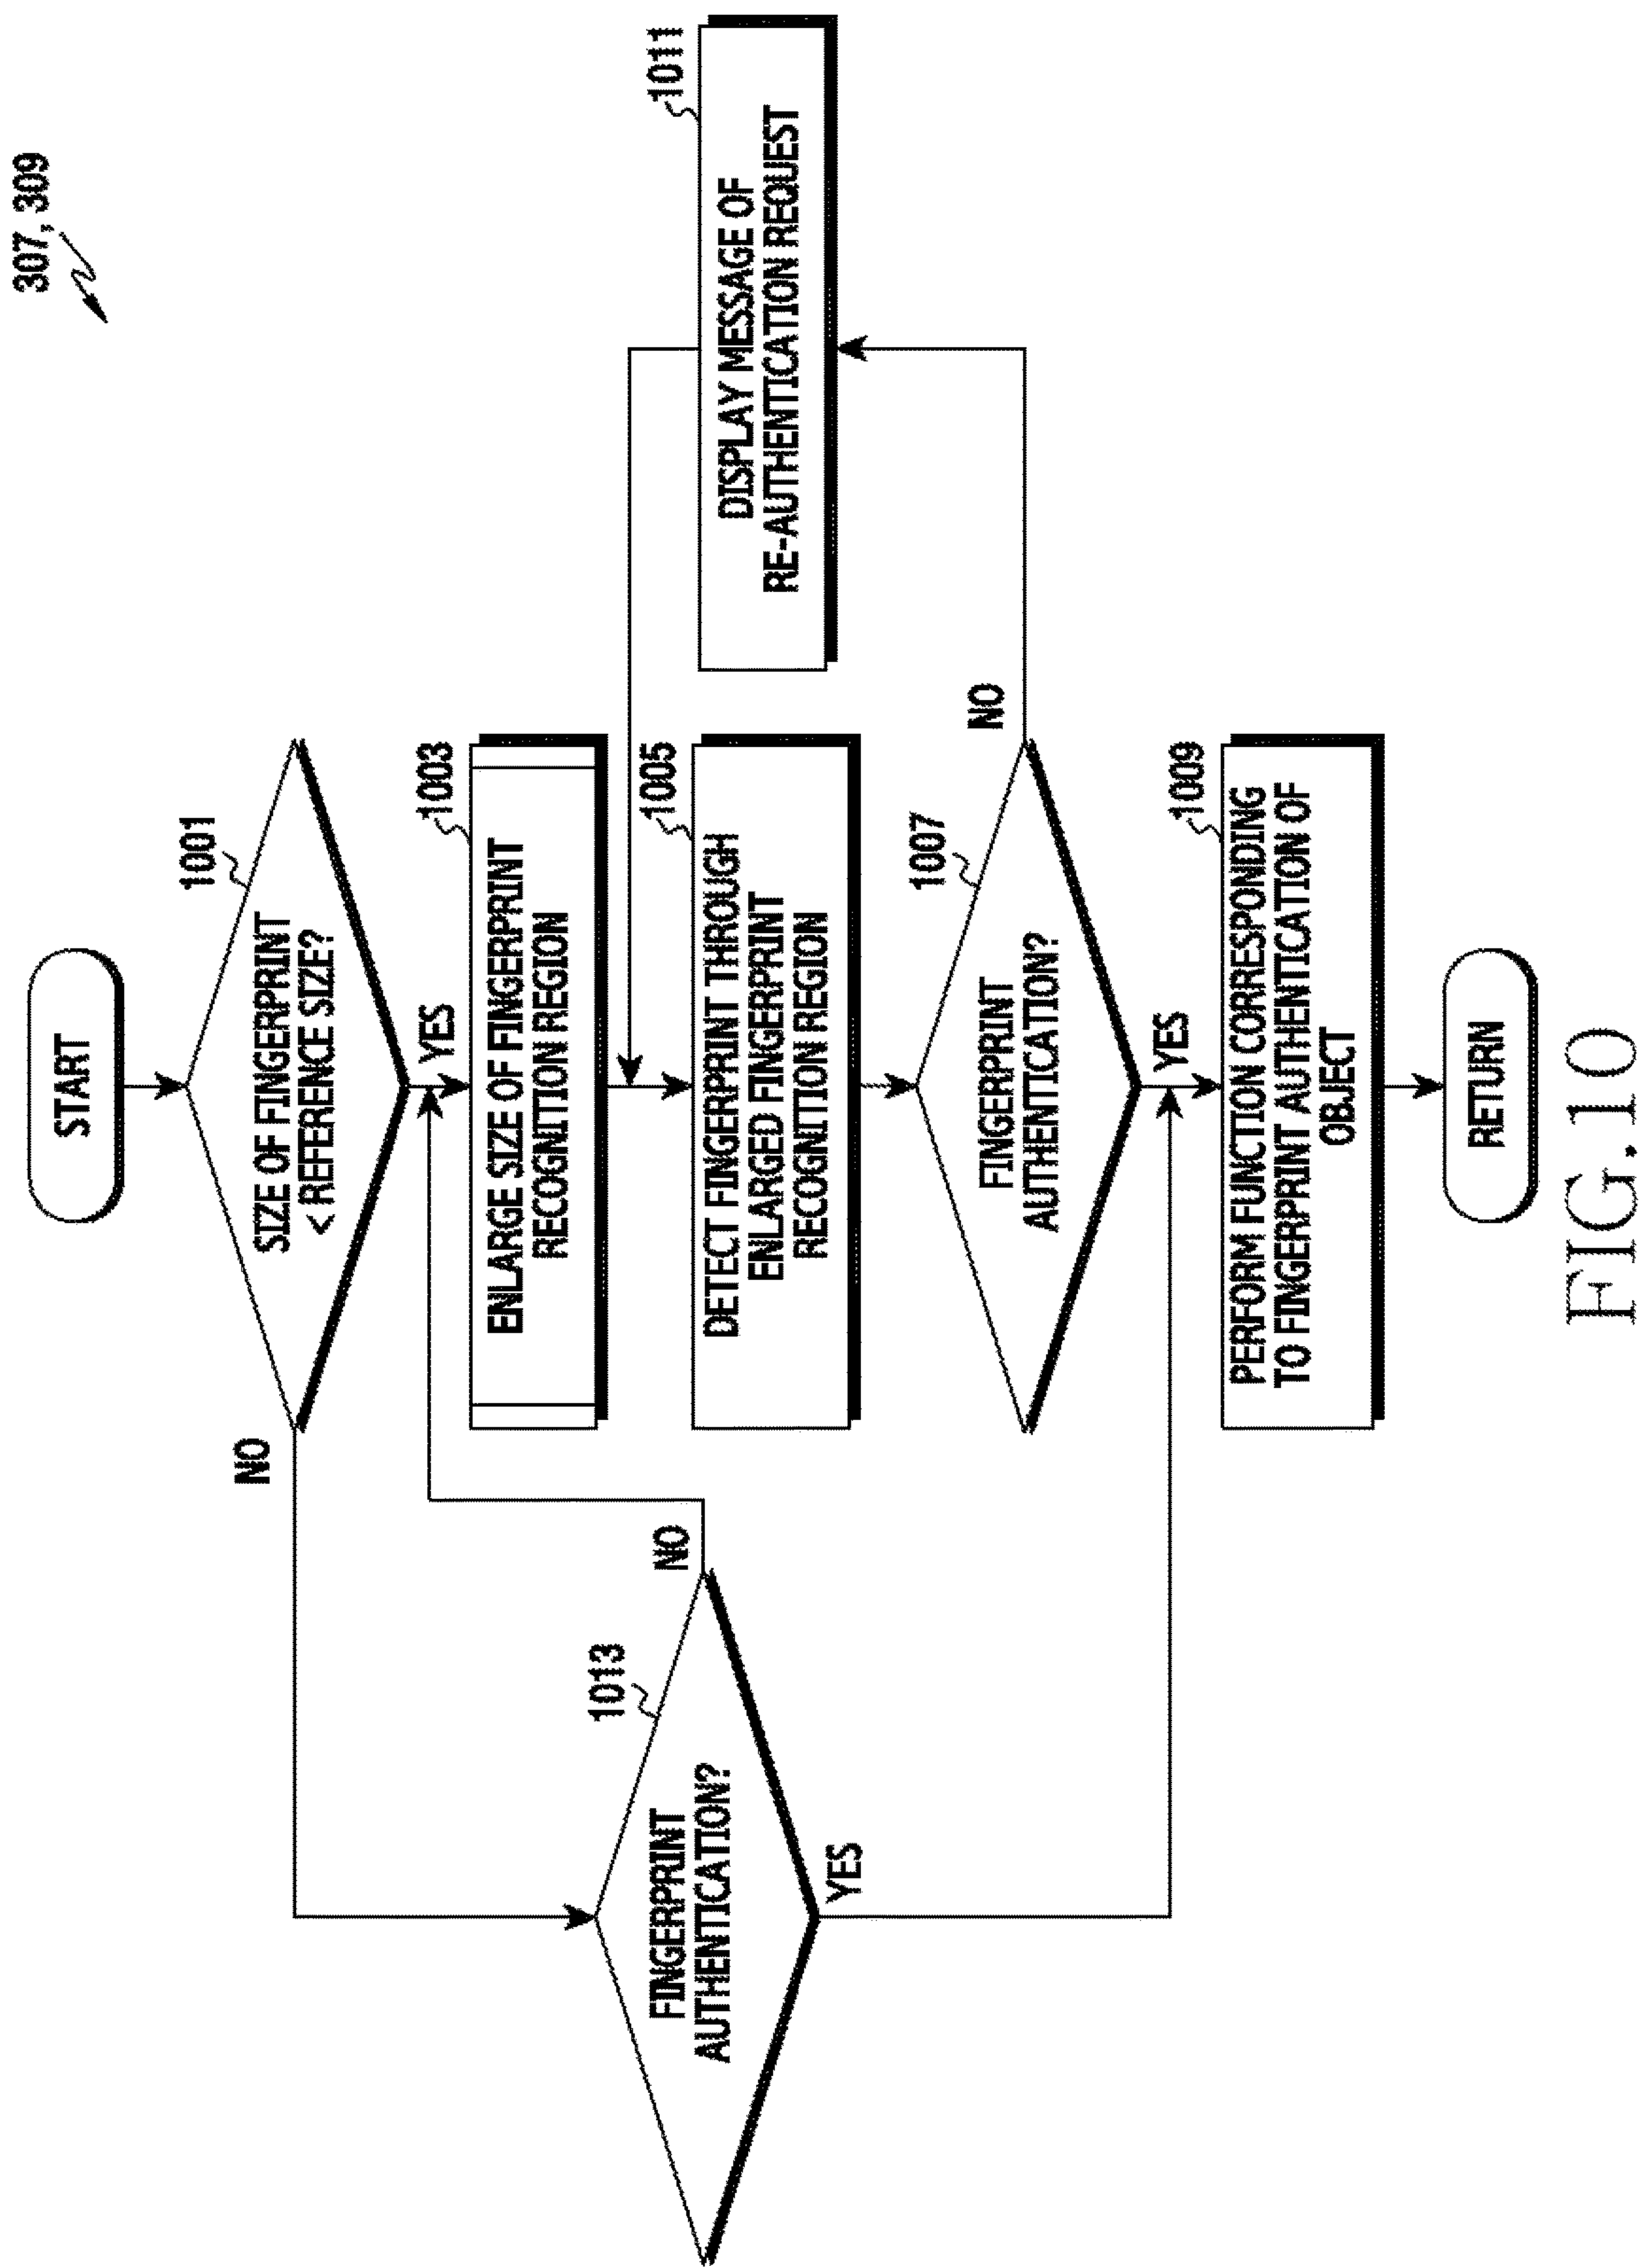 307, 309
START
1001
SIZE OF FINGERPRINT
< REFERENCE SIZE?
NO
YES
1003
ENLARGE SIZE OF FINGERPRINT
RECOGNITION REGION
1005
DETECT FINGERPRINT THROUGH
ENLARGED FINGERPRINT
RECOGNITION REGION
1011
DISPLAY MESSAGE OF
RE-AUTHENTICATION REQUEST
1013
FINGERPRINT
AUTHENTICATION?
NO
YES
1007
FINGERPRINT
AUTHENTICATION?
NO
YES
1009
PERFORM FUNCTION CORRESPONDING
TO FINGERPRINT AUTHENTICATION OF
OBJECT
RETURN
FIG.10